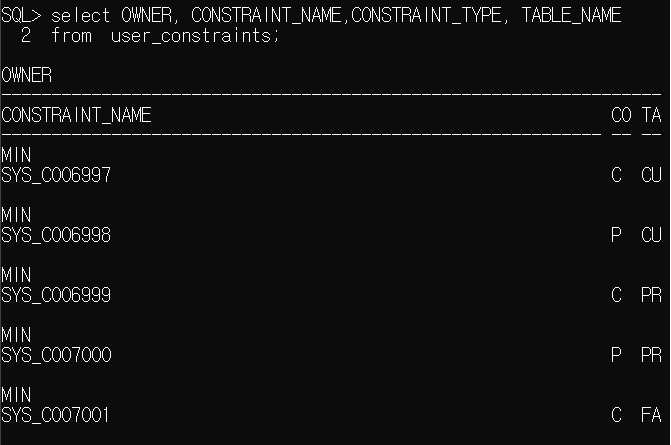 SQL> select OWNER, CONSTRAINT_NAME,CONSTRAINT_TYPE, TABLE_NAME
2 from user_constraints;
OWNER
--------------------------------------------------------------------------------
CONSTRAINT_NAME CO TA
------------------------------------------------------------ -- --
MIN
SYS_C006997 C CU
MIN
SYS_C006998 P CU
MIN
SYS_C006999 C PR
MIN
SYS_C007000 P PR
MIN
SYS_C007001 C FA